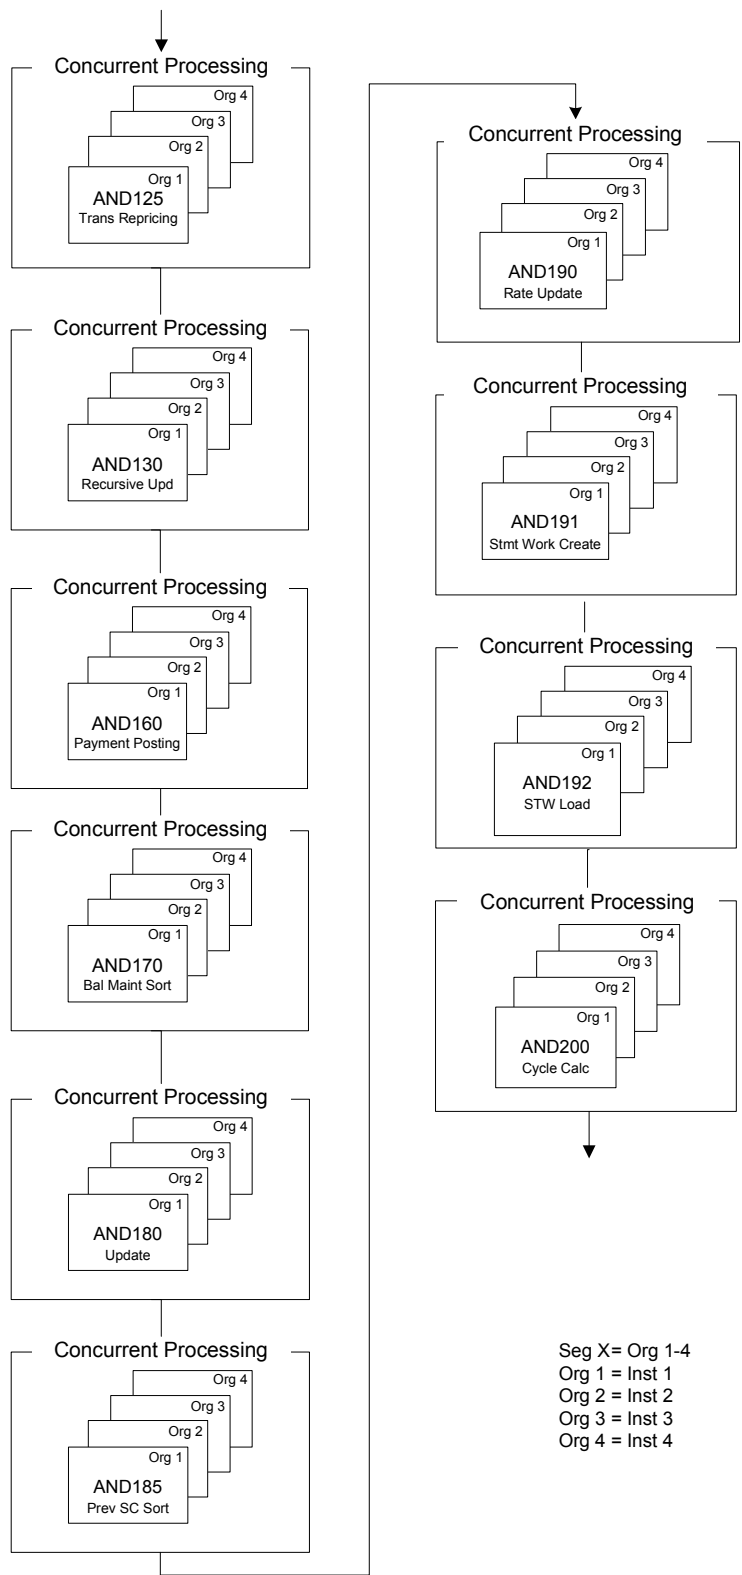 Concurrent Processing
Org 4
Org 3
Org 2
Org 1
AND125
Trans Repricing
Concurrent Processing
Org 4
Org 3
Org 2
Org 1
AND130
Recursive Upd
Concurrent Processing
Org 4
Org 3
Org 2
Org 1
AND160
Payment Posting
Concurrent Processing
Org 4
Org 3
Org 2
Org 1
AND170
Bal Maint Sort
Concurrent Processing
Org 4
Org 3
Org 2
Org 1
AND180
Update
Concurrent Processing
Org 4
Org 3
Org 2
Org 1
AND185
Prev SC Sort
Concurrent Processing
Org 4
Org 3
Org 2
Org 1
AND190
Rate Update
Concurrent Processing
Org 4
Org 3
Org 2
Org 1
AND191
Stmt Work Create
Concurrent Processing
Org 4
Org 3
Org 2
Org 1
AND192
STW Load
Concurrent Processing
Org 4
Org 3
Org 2
Org 1
AND200
Cycle Calc
Seg X= Org 1-4
Org 1 = Inst 1
Org 2 = Inst 2
Org 3 = Inst 3
Org 4 = Inst 4